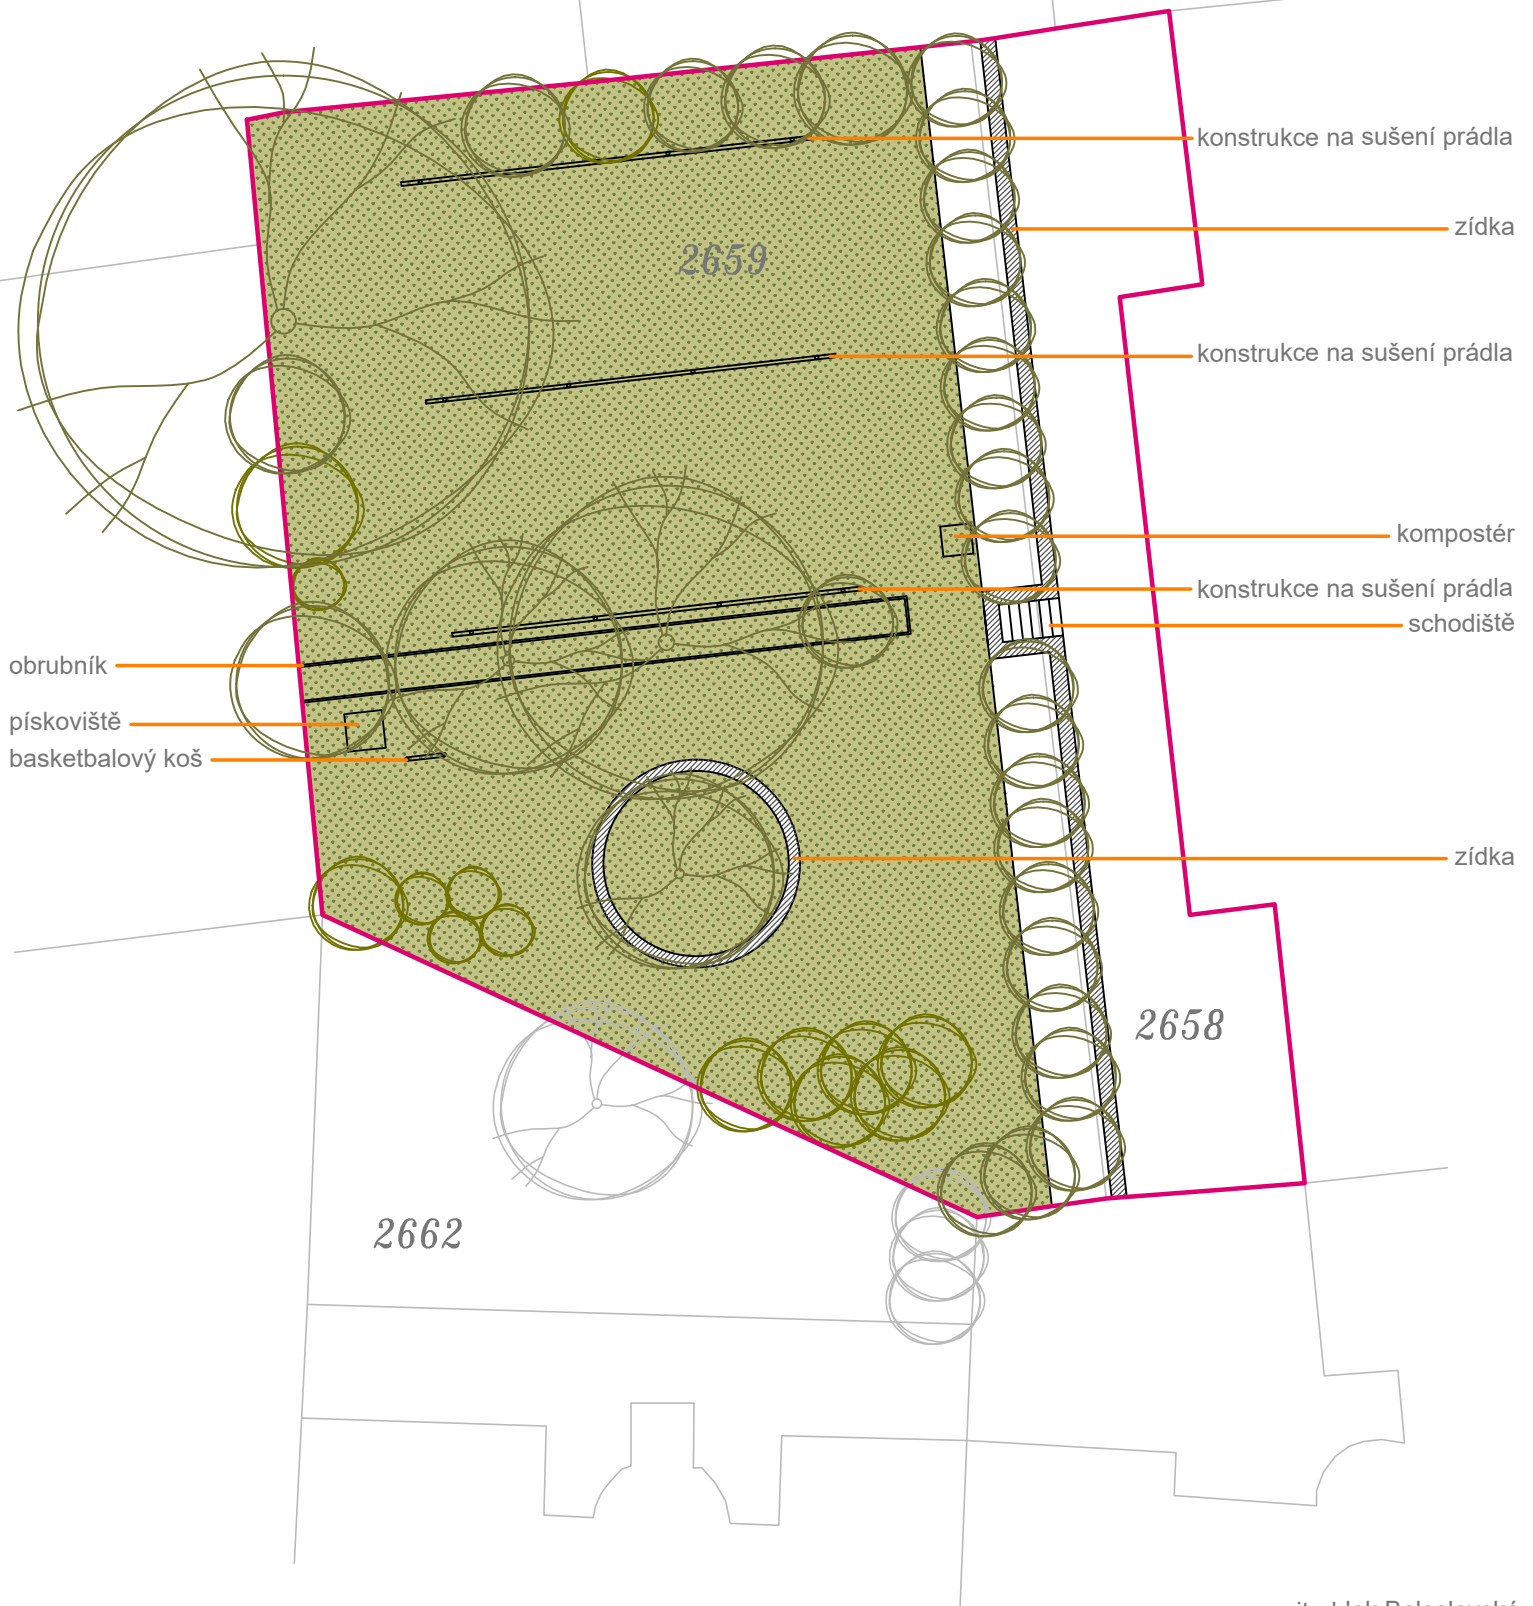 konstrukce na sušení prádla
zídka
2659
konstrukce na sušení prádla
kompostér
konstrukce na sušení prádla
schodiště
obrubník
pískoviště
basketbalový koš
zídka
2658
2662